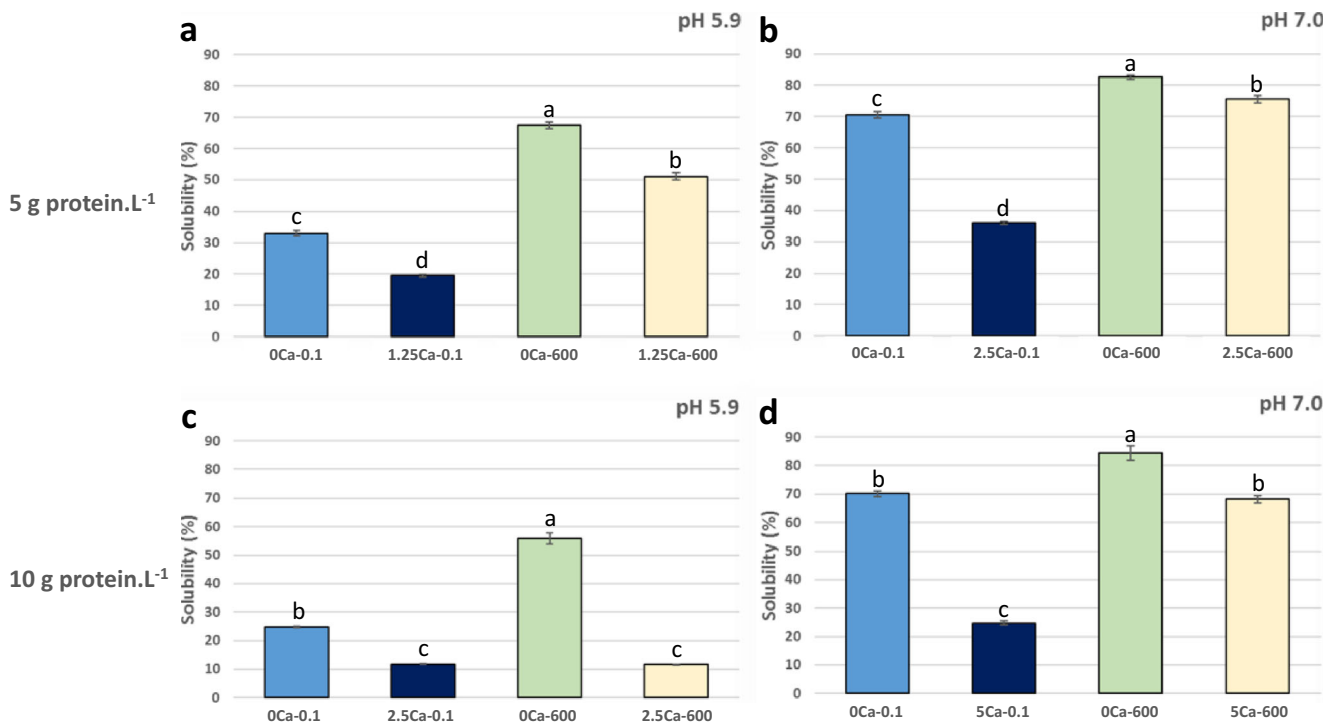 a
pH 5.9
Solubility (%)
90
80
70
60
50
40
30
20
10
0
c
d
a
b
0Ca-0.1
1.25Ca-0.1
0Ca-600
1.25Ca-600
b
pH 7.0
Solubility (%)
90
80
70
60
50
40
30
20
10
0
c
d
a
b
0Ca-0.1
2.5Ca-0.1
0Ca-600
2.5Ca-600
5 g protein.L⁻¹
c
pH 5.9
Solubility (%)
90
80
70
60
50
40
30
20
10
0
b
c
a
c
0Ca-0.1
2.5Ca-0.1
0Ca-600
2.5Ca-600
d
pH 7.0
Solubility (%)
90
80
70
60
50
40
30
20
10
0
b
c
a
b
0Ca-0.1
5Ca-0.1
0Ca-600
5Ca-600
10 g protein.L⁻¹